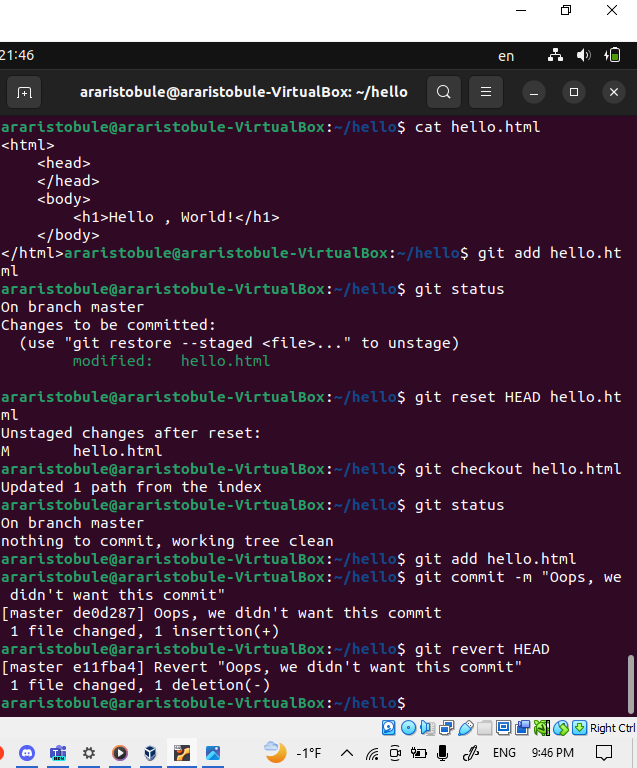 21:46
en
araristobule@araristobule-VirtualBox: ~/hello
araristobule@araristobule-VirtualBox:~/hello$ cat hello.html
<html>
    <head>
    </head>
    <body>
        <h1>Hello , World!</h1>
    </body>
</html>araristobule@araristobule-VirtualBox:~/hello$ git add hello.ht
ml
araristobule@araristobule-VirtualBox:~/hello$ git status
On branch master
Changes to be committed:
  (use "git restore --staged <file>..." to unstage)
        modified:   hello.html

araristobule@araristobule-VirtualBox:~/hello$ git reset HEAD hello.ht
ml
Unstaged changes after reset:
M       hello.html
araristobule@araristobule-VirtualBox:~/hello$ git checkout hello.html
Updated 1 path from the index
araristobule@araristobule-VirtualBox:~/hello$ git status
On branch master
nothing to commit, working tree clean
araristobule@araristobule-VirtualBox:~/hello$ git add hello.html
araristobule@araristobule-VirtualBox:~/hello$ git commit -m "Oops, we
 didn't want this commit"
[master de0d287] Oops, we didn't want this commit
 1 file changed, 1 insertion(+)
araristobule@araristobule-VirtualBox:~/hello$ git revert HEAD
[master e11fba4] Revert "Oops, we didn't want this commit"
 1 file changed, 1 deletion(-)
araristobule@araristobule-VirtualBox:~/hello$
Right Ctrl
-1°F
ENG
9:46 PM